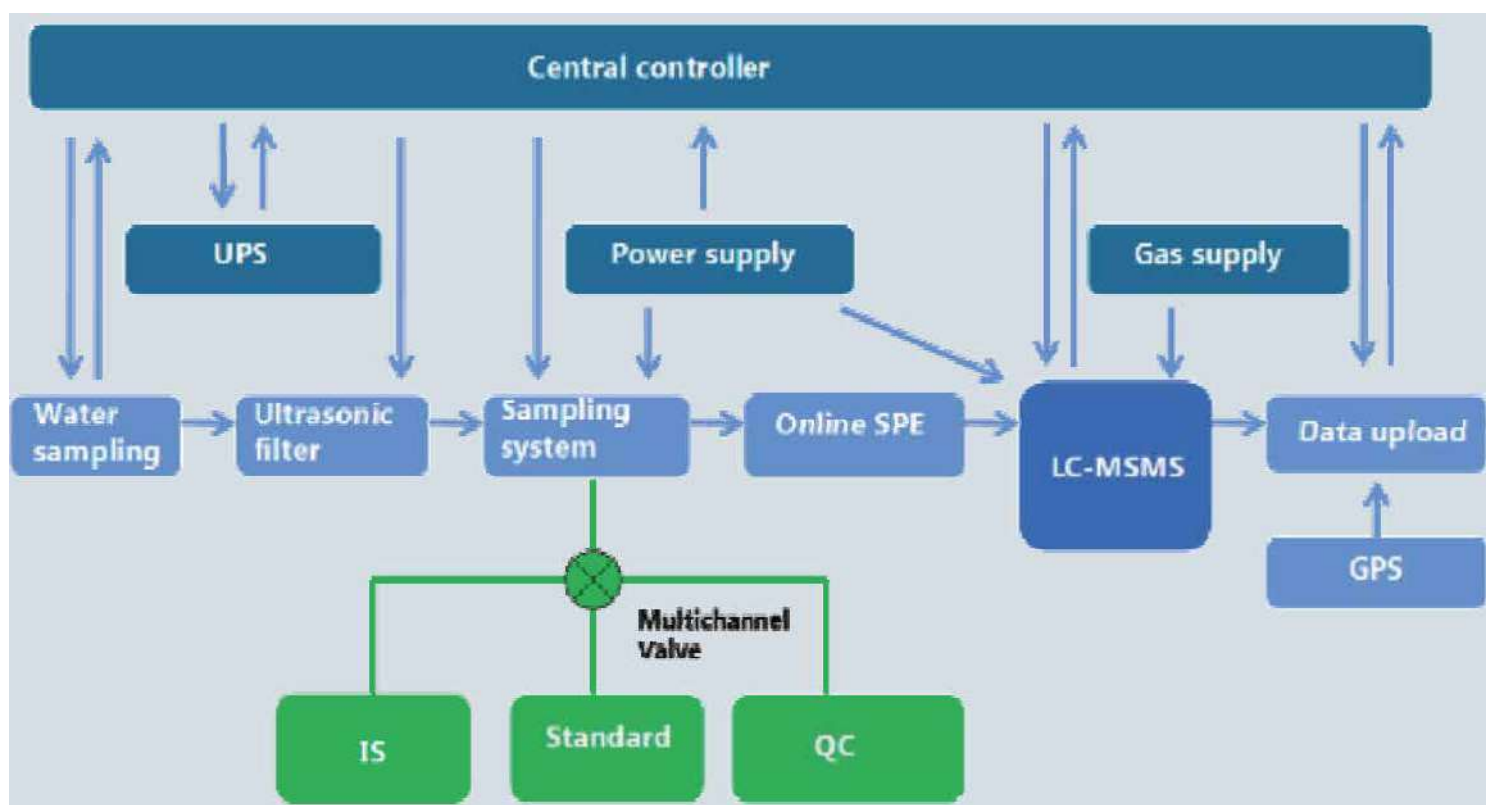 Central controller
UPS
Power supply
Gas supply
Water
sampling
Ultrasonic
filter
Sampling
system
Online SPE
LC-MSMS
Data upload
GPS
Multichannel
Valve
IS
Standard
QC